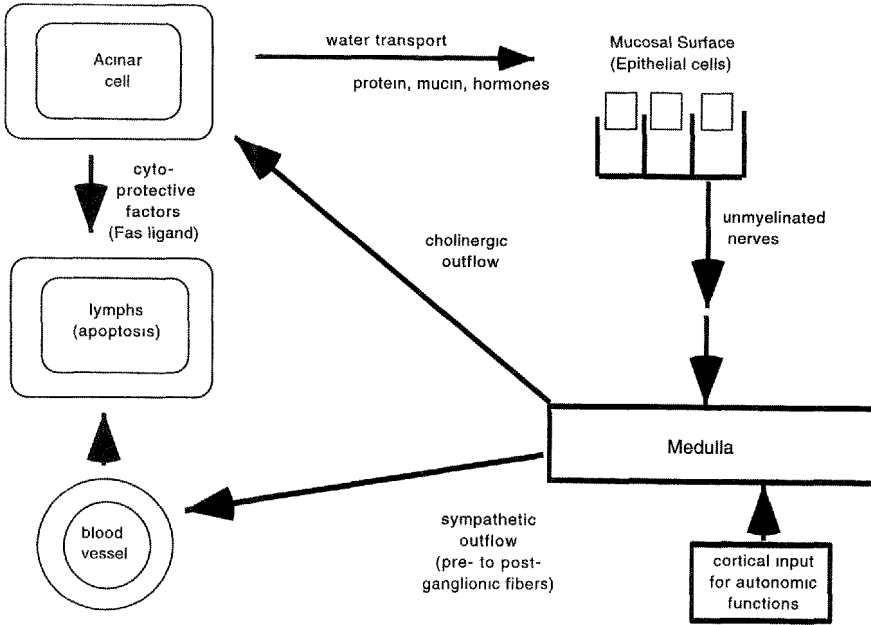 Acinar
cell
water transport
protein, mucin, hormones
Mucosal Surface
(Epithelial cells)
cyto-
protective
factors
(Fas ligand)
unmyelinated
nerves
cholinergic
outflow
lymphs
(apoptosis)
Medulla
blood
vessel
sympathetic
outflow
(pre- to post-
ganglionic fibers)
cortical input
for autonomic
functions